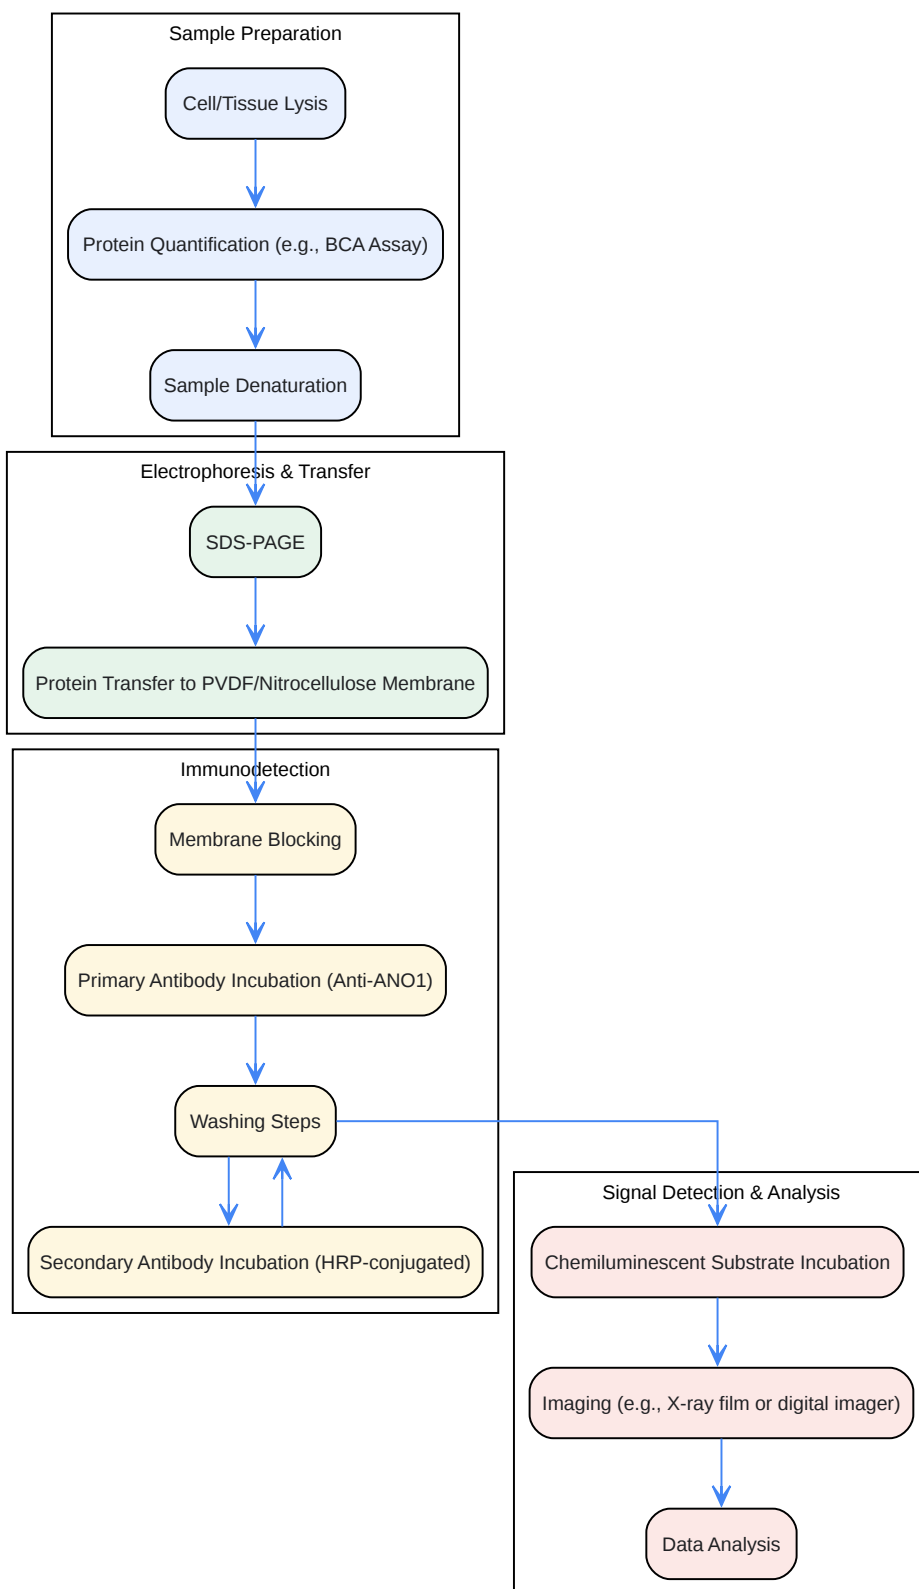 Sample Preparation
Cell/Tissue Lysis
Protein Quantification (e.g., BCA Assay)
Sample Denaturation
Electrophoresis & Transfer
SDS-PAGE
Protein Transfer to PVDF/Nitrocellulose Membrane
Immunodetection
Membrane Blocking
Primary Antibody Incubation (Anti-ANO1)
Washing Steps
Secondary Antibody Incubation (HRP-conjugated)
Signal Detection & Analysis
Chemiluminescent Substrate Incubation
Imaging (e.g., X-ray film or digital imager)
Data Analysis